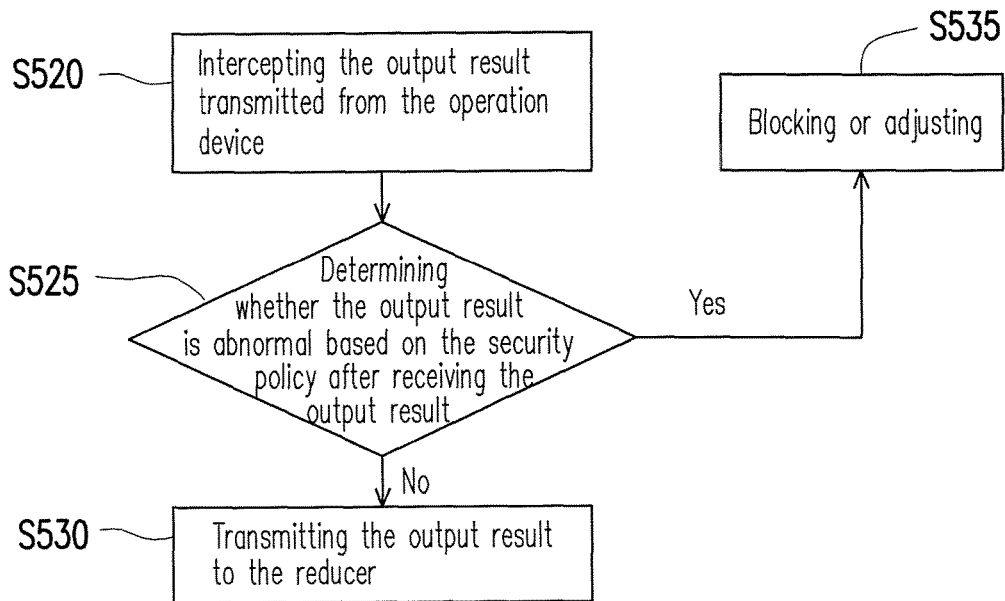 S520
Intercepting the output result
transmitted from the operation
device
S535
Blocking or adjusting
S525
Determining
whether the output result
is abnormal based on the security
policy after receiving the
output result
Yes
No
S530
Transmitting the output result
to the reducer